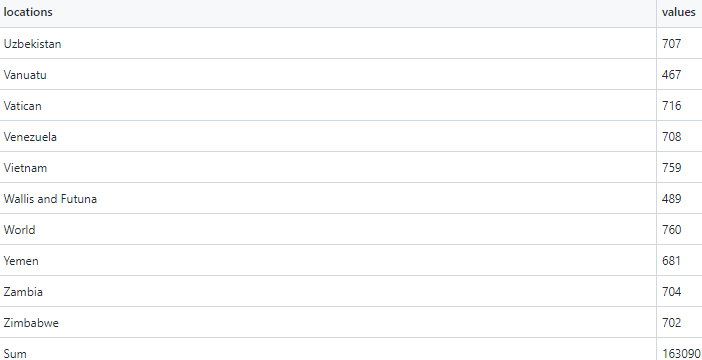 locations values
Uzbekistan 707
Vanuatu 467
Vatican 716
Venezuela 708
Vietnam 759
Wallis and Futuna 489
World 760
Yemen 681
Zambia 704
Zimbabwe 702
Sum 163090